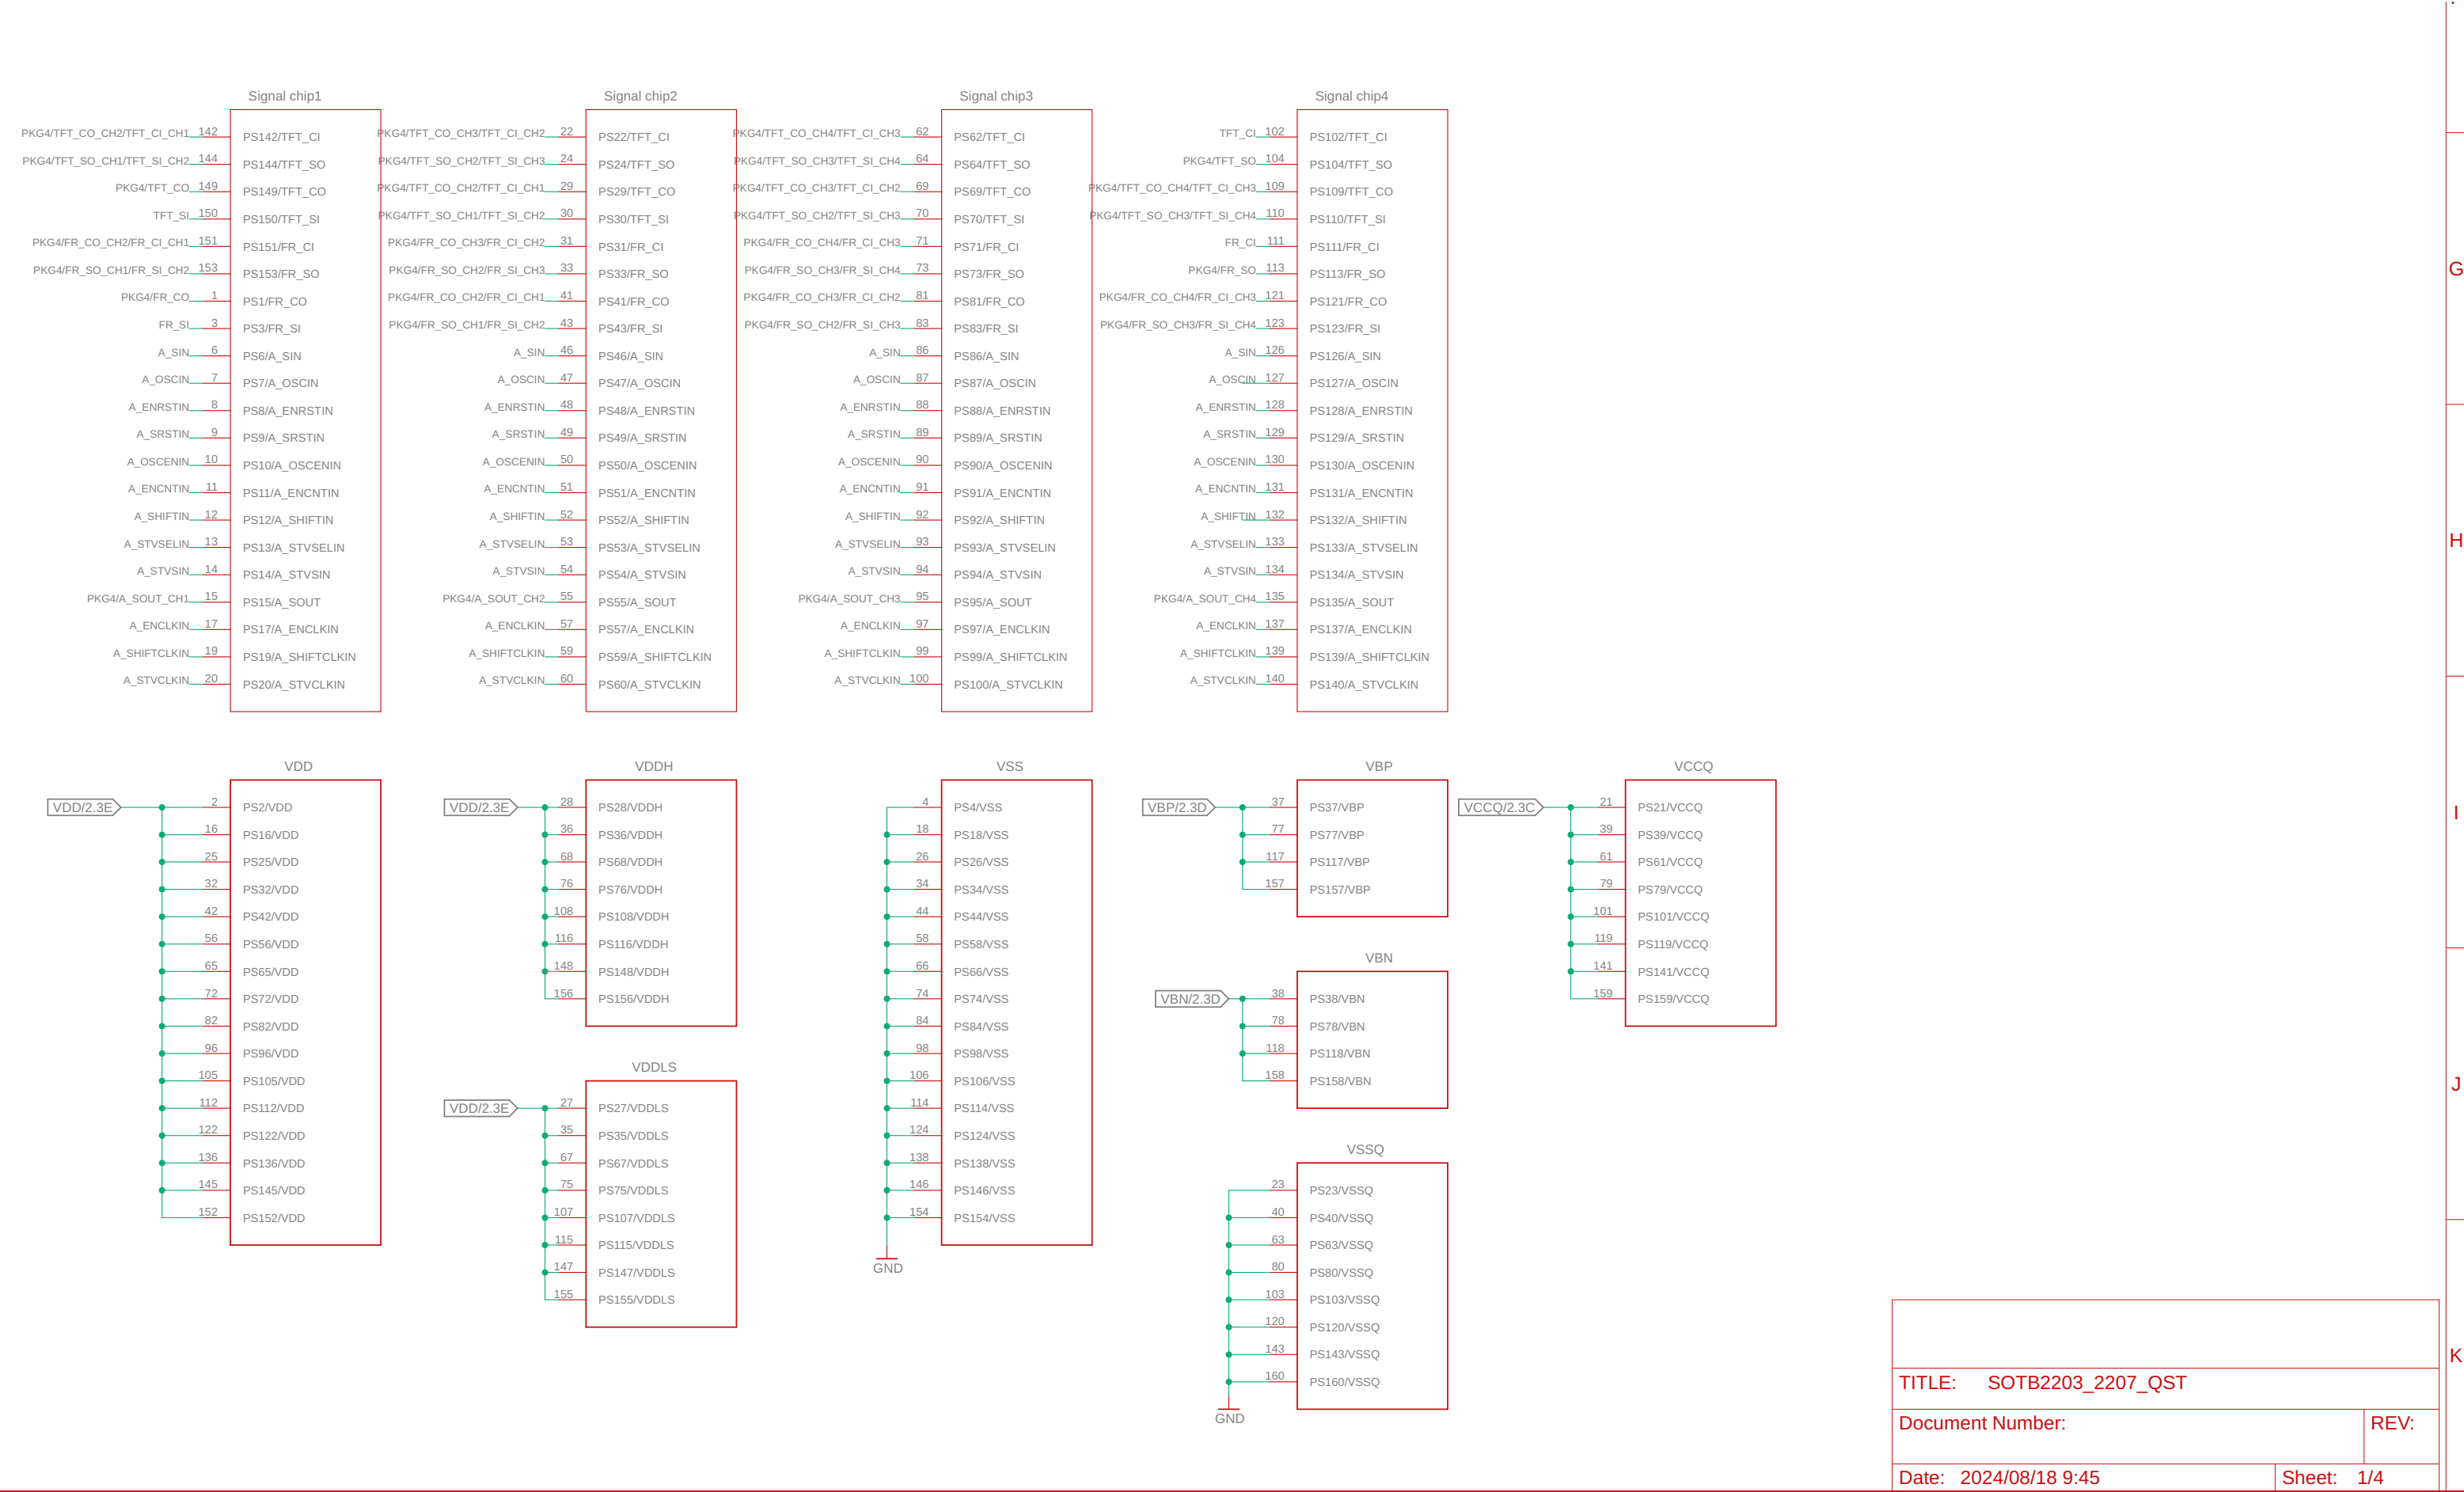 Signal chip1
PKG4/TFT_CO_CH2/TFT_CI_CH1 142 PS142/TFT_CI
PKG4/TFT_SO_CH1/TFT_SI_CH2 144 PS144/TFT_SO
PKG4/TFT_CO 149 PS149/TFT_CO
TFT_SI 150 PS150/TFT_SI
PKG4/FR_CO_CH2/FR_CI_CH1 151 PS151/FR_CI
PKG4/FR_SO_CH1/FR_SI_CH2 153 PS153/FR_SO
PKG4/FR_CO 1 PS1/FR_CO
FR_SI 3 PS3/FR_SI
A_SIN 6 PS6/A_SIN
A_OSCIN 7 PS7/A_OSCIN
A_ENRSTIN 8 PS8/A_ENRSTIN
A_SRSTIN 9 PS9/A_SRSTIN
A_OSCENIN 10 PS10/A_OSCENIN
A_ENCNTIN 11 PS11/A_ENCNTIN
A_SHIFTIN 12 PS12/A_SHIFTIN
A_STVSELIN 13 PS13/A_STVSELIN
A_STVSIN 14 PS14/A_STVSIN
PKG4/A_SOUT_CH1 15 PS15/A_SOUT
A_ENCLKIN 17 PS17/A_ENCLKIN
A_SHIFTCLKIN 19 PS19/A_SHIFTCLKIN
A_STVCLKIN 20 PS20/A_STVCLKIN
Signal chip2
PKG4/TFT_CO_CH3/TFT_CI_CH2 22 PS22/TFT_CI
PKG4/TFT_SO_CH2/TFT_SI_CH3 24 PS24/TFT_SO
PKG4/TFT_CO_CH2/TFT_CI_CH1 29 PS29/TFT_CO
PKG4/TFT_SO_CH1/TFT_SI_CH2 30 PS30/TFT_SI
PKG4/FR_CO_CH3/FR_CI_CH2 31 PS31/FR_CI
PKG4/FR_SO_CH2/FR_SI_CH3 33 PS33/FR_SO
PKG4/FR_CO_CH2/FR_CI_CH1 41 PS41/FR_CO
PKG4/FR_SO_CH1/FR_SI_CH2 43 PS43/FR_SI
A_SIN 46 PS46/A_SIN
A_OSCIN 47 PS47/A_OSCIN
A_ENRSTIN 48 PS48/A_ENRSTIN
A_SRSTIN 49 PS49/A_SRSTIN
A_OSCENIN 50 PS50/A_OSCENIN
A_ENCNTIN 51 PS51/A_ENCNTIN
A_SHIFTIN 52 PS52/A_SHIFTIN
A_STVSELIN 53 PS53/A_STVSELIN
A_STVSIN 54 PS54/A_STVSIN
PKG4/A_SOUT_CH2 55 PS55/A_SOUT
A_ENCLKIN 57 PS57/A_ENCLKIN
A_SHIFTCLKIN 59 PS59/A_SHIFTCLKIN
A_STVCLKIN 60 PS60/A_STVCLKIN
Signal chip3
PKG4/TFT_CO_CH4/TFT_CI_CH3 62 PS62/TFT_CI
PKG4/TFT_SO_CH3/TFT_SI_CH4 64 PS64/TFT_SO
PKG4/TFT_CO_CH3/TFT_CI_CH2 69 PS69/TFT_CO
PKG4/TFT_SO_CH2/TFT_SI_CH3 70 PS70/TFT_SI
PKG4/FR_CO_CH4/FR_CI_CH3 71 PS71/FR_CI
PKG4/FR_SO_CH3/FR_SI_CH4 73 PS73/FR_SO
PKG4/FR_CO_CH3/FR_CI_CH2 81 PS81/FR_CO
PKG4/FR_SO_CH2/FR_SI_CH3 83 PS83/FR_SI
A_SIN 86 PS86/A_SIN
A_OSCIN 87 PS87/A_OSCIN
A_ENRSTIN 88 PS88/A_ENRSTIN
A_SRSTIN 89 PS89/A_SRSTIN
A_OSCENIN 90 PS90/A_OSCENIN
A_ENCNTIN 91 PS91/A_ENCNTIN
A_SHIFTIN 92 PS92/A_SHIFTIN
A_STVSELIN 93 PS93/A_STVSELIN
A_STVSIN 94 PS94/A_STVSIN
PKG4/A_SOUT_CH3 95 PS95/A_SOUT
A_ENCLKIN 97 PS97/A_ENCLKIN
A_SHIFTCLKIN 99 PS99/A_SHIFTCLKIN
A_STVCLKIN 100 PS100/A_STVCLKIN
Signal chip4
TFT_CI 102 PS102/TFT_CI
PKG4/TFT_SO 104 PS104/TFT_SO
PKG4/TFT_CO_CH4/TFT_CI_CH3 109 PS109/TFT_CO
PKG4/TFT_SO_CH3/TFT_SI_CH4 110 PS110/TFT_SI
FR_CI 111 PS111/FR_CI
PKG4/FR_SO 113 PS113/FR_SO
PKG4/FR_CO_CH4/FR_CI_CH3 121 PS121/FR_CO
PKG4/FR_SO_CH3/FR_SI_CH4 123 PS123/FR_SI
A_SIN 126 PS126/A_SIN
A_OSCIN 127 PS127/A_OSCIN
A_ENRSTIN 128 PS128/A_ENRSTIN
A_SRSTIN 129 PS129/A_SRSTIN
A_OSCENIN 130 PS130/A_OSCENIN
A_ENCNTIN 131 PS131/A_ENCNTIN
A_SHIFTIN 132 PS132/A_SHIFTIN
A_STVSELIN 133 PS133/A_STVSELIN
A_STVSIN 134 PS134/A_STVSIN
PKG4/A_SOUT_CH4 135 PS135/A_SOUT
A_ENCLKIN 137 PS137/A_ENCLKIN
A_SHIFTCLKIN 139 PS139/A_SHIFTCLKIN
A_STVCLKIN 140 PS140/A_STVCLKIN
VDD
VDD/2.3E 2 PS2/VDD
16 PS16/VDD
25 PS25/VDD
32 PS32/VDD
42 PS42/VDD
56 PS56/VDD
65 PS65/VDD
72 PS72/VDD
82 PS82/VDD
96 PS96/VDD
105 PS105/VDD
112 PS112/VDD
122 PS122/VDD
136 PS136/VDD
145 PS145/VDD
152 PS152/VDD
VDDH
VDD/2.3E 28 PS28/VDDH
36 PS36/VDDH
68 PS68/VDDH
76 PS76/VDDH
108 PS108/VDDH
116 PS116/VDDH
148 PS148/VDDH
156 PS156/VDDH
VDDLS
VDD/2.3E 27 PS27/VDDLS
35 PS35/VDDLS
67 PS67/VDDLS
75 PS75/VDDLS
107 PS107/VDDLS
115 PS115/VDDLS
147 PS147/VDDLS
155 PS155/VDDLS
VSS
4 PS4/VSS
18 PS18/VSS
26 PS26/VSS
34 PS34/VSS
44 PS44/VSS
58 PS58/VSS
66 PS66/VSS
74 PS74/VSS
84 PS84/VSS
98 PS98/VSS
106 PS106/VSS
114 PS114/VSS
124 PS124/VSS
138 PS138/VSS
146 PS146/VSS
154 PS154/VSS
GND
VBP
VBP/2.3D 37 PS37/VBP
77 PS77/VBP
117 PS117/VBP
157 PS157/VBP
VBN
VBN/2.3D 38 PS38/VBN
78 PS78/VBN
118 PS118/VBN
158 PS158/VBN
VSSQ
23 PS23/VSSQ
40 PS40/VSSQ
63 PS63/VSSQ
80 PS80/VSSQ
103 PS103/VSSQ
120 PS120/VSSQ
143 PS143/VSSQ
160 PS160/VSSQ
GND
VCCQ
VCCQ/2.3C 21 PS21/VCCQ
39 PS39/VCCQ
61 PS61/VCCQ
79 PS79/VCCQ
101 PS101/VCCQ
119 PS119/VCCQ
141 PS141/VCCQ
159 PS159/VCCQ
G
H
I
J
K
TITLE: SOTB2203_2207_QST
Document Number:
REV:
Date: 2024/08/18 9:45
Sheet: 1/4